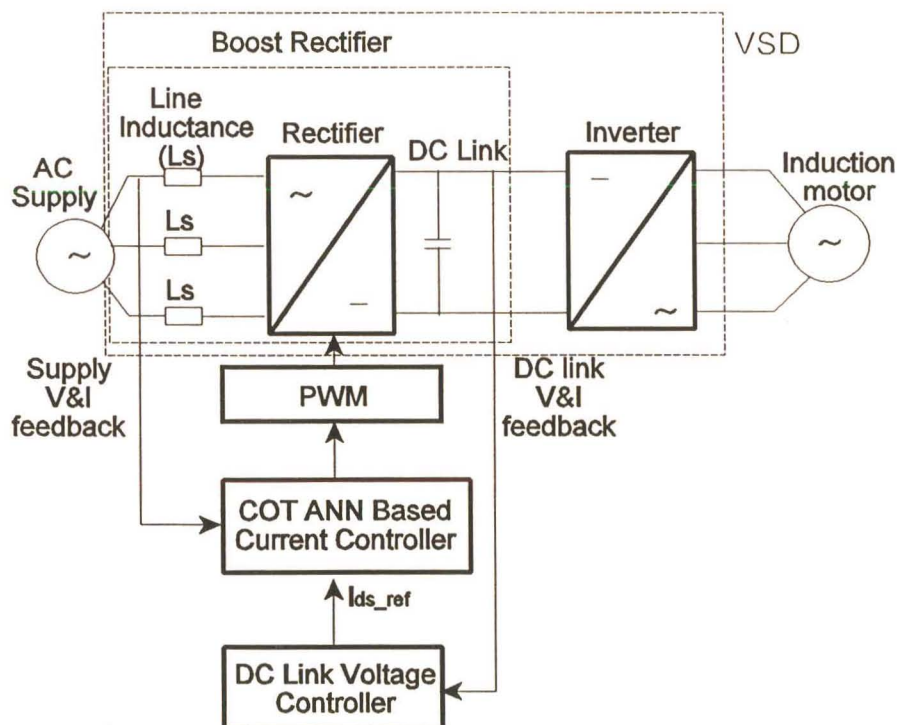 Boost Rectifier
VSD
Line
Inductance
(Ls)
Rectifier
DC Link
Inverter
Induction
motor
AC
Supply
~
~
–
–
~
~
Ls
Ls
Supply
V&I
feedback
DC link
V&I
feedback
PWM
COT ANN Based
Current Controller
Ids_ref
DC Link Voltage
Controller